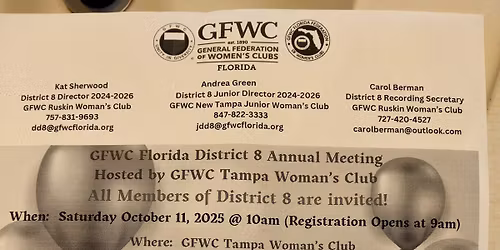 GFWC
est. 1890
GENERAL FEDERATION
OF WOMEN'S CLUBS
FLORIDA
Kat Sherwood
District 8 Director 2024-2026
GFWC Ruskin Woman's Club
757-831-9693
dd8@gfwcflorida.org
Andrea Green
District 8 Junior Director 2024-2026
GFWC New Tampa Junior Woman's Club
847-822-3333
jdd8@gfwcflorida.org
Carol Berman
District 8 Recording Secretary
GFWC Ruskin Woman's Club
727-420-4527
carolberman@outlook.com
GFWC Florida District 8 Annual Meeting
Hosted by GFWC Tampa Woman's Club
All Members of District 8 are invited!
When: Saturday October 11, 2025 @ 10am (Registration Opens at 9am)
Where: GFWC Tampa Woman's Club